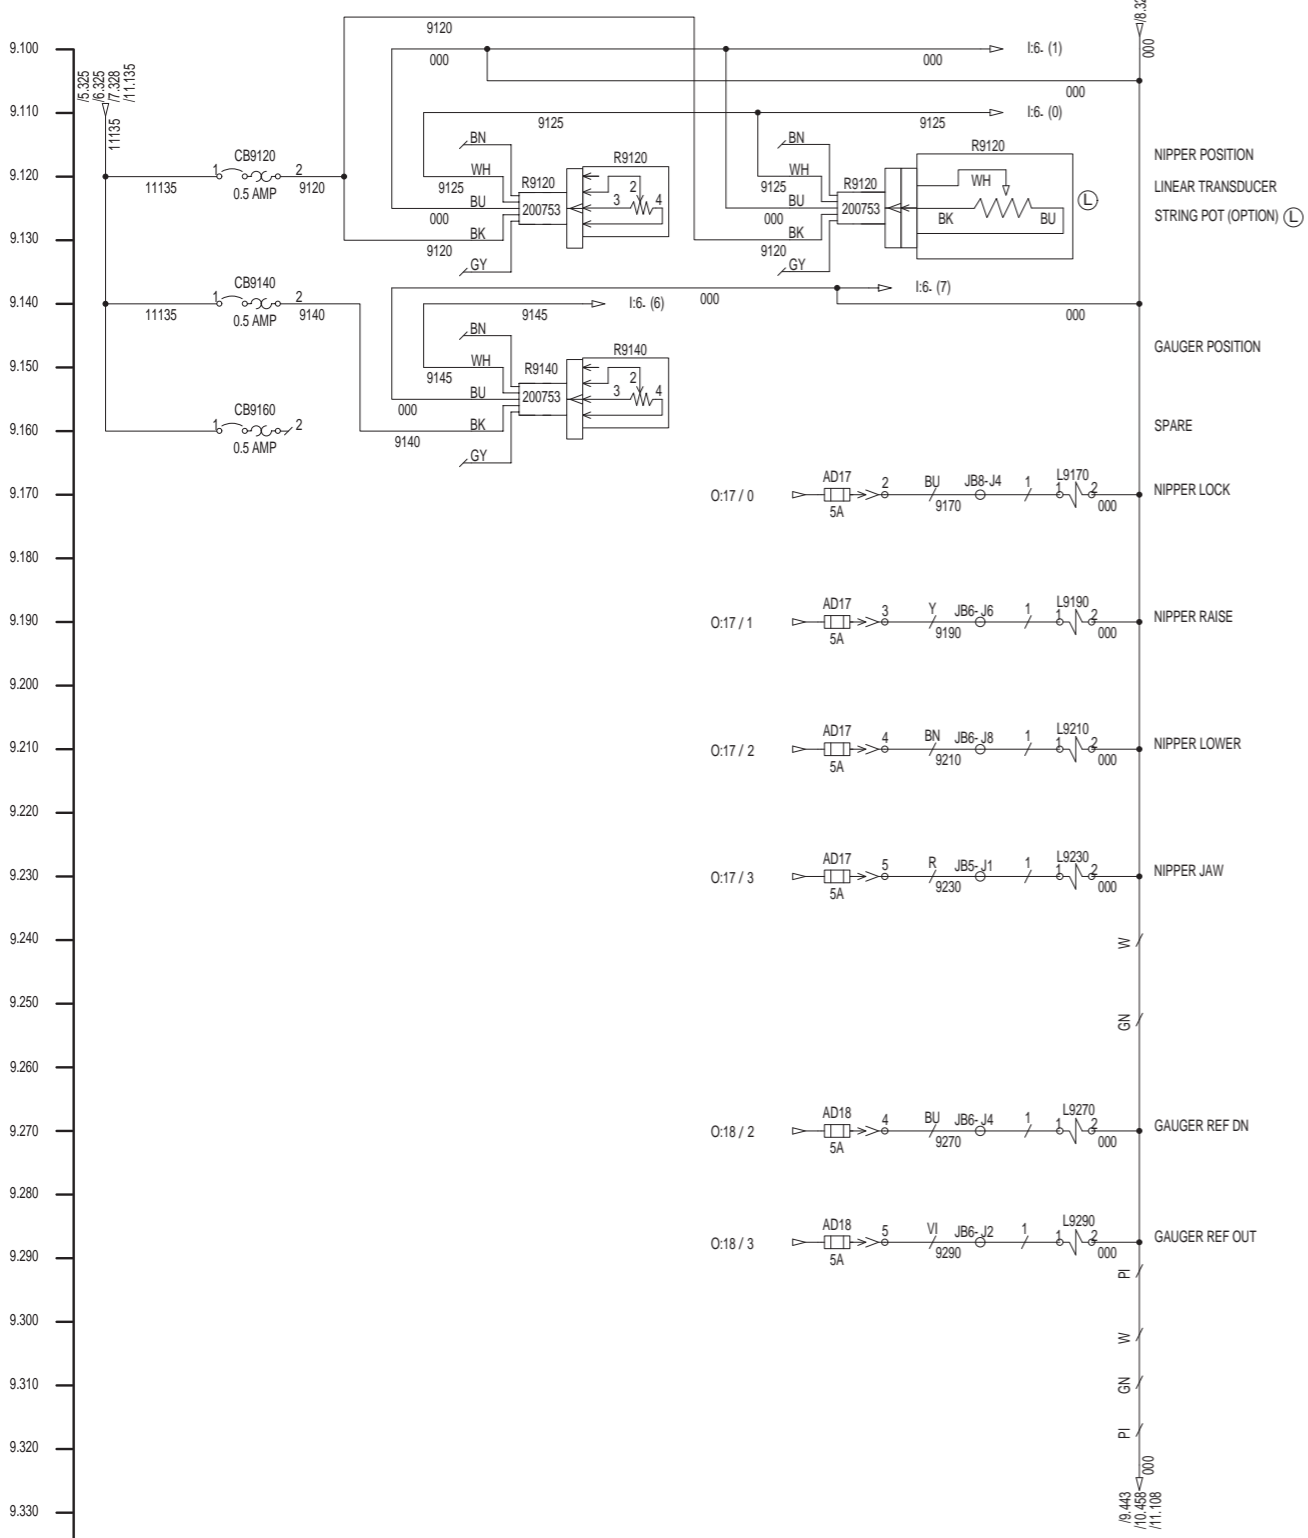 /8.32
9120
9.100
000
000
I:6- (1)
000
/5.325
/6.325
/7.328
/11.135
000
9.110
11135
9125
9125
I:6- (0)
BN
BN
R9120
R9120
NIPPER POSITION
CB9120
1
2
9.120
11135
0.5 AMP
9120
WH
9125
R9120
2
WH
9125
R9120
WH
LINEAR TRANSDUCER
BU
000
200753
3
4
BU
000
200753
BK
BU
L
STRING POT (OPTION) L
9.130
BK
9120
BK
9120
GY
GY
CB9140
1
2
9.140
11135
0.5 AMP
9140
9145
I:6- (6)
000
I:6- (7)
000
BN
R9140
GAUGER POSITION
9.150
WH
9145
R9140
2
BU
000
200753
3
4
CB9160
1
2
9.160
0.5 AMP
BK
9140
SPARE
GY
9.170
O:17 / 0
AD17
5A
2
BU
9170
JB8-J4
1
L9170
1
2
000
NIPPER LOCK
9.180
9.190
O:17 / 1
AD17
5A
3
Y
9190
JB6-J6
1
L9190
1
2
000
NIPPER RAISE
9.200
9.210
O:17 / 2
AD17
5A
4
BN
9210
JB6-J8
1
L9210
1
2
000
NIPPER LOWER
9.220
9.230
O:17 / 3
AD17
5A
5
R
9230
JB5-J1
1
L9230
1
2
000
NIPPER JAW
9.240
W
9.250
GN
9.260
9.270
O:18 / 2
AD18
5A
4
BU
9270
JB6-J4
1
L9270
1
2
000
GAUGER REF DN
9.280
9.290
O:18 / 3
AD18
5A
5
VI
9290
JB6-J2
1
L9290
1
2
000
GAUGER REF OUT
PI
9.300
W
9.310
GN
9.320
PI
000
9.330
/9.443
/10.458
/11.108